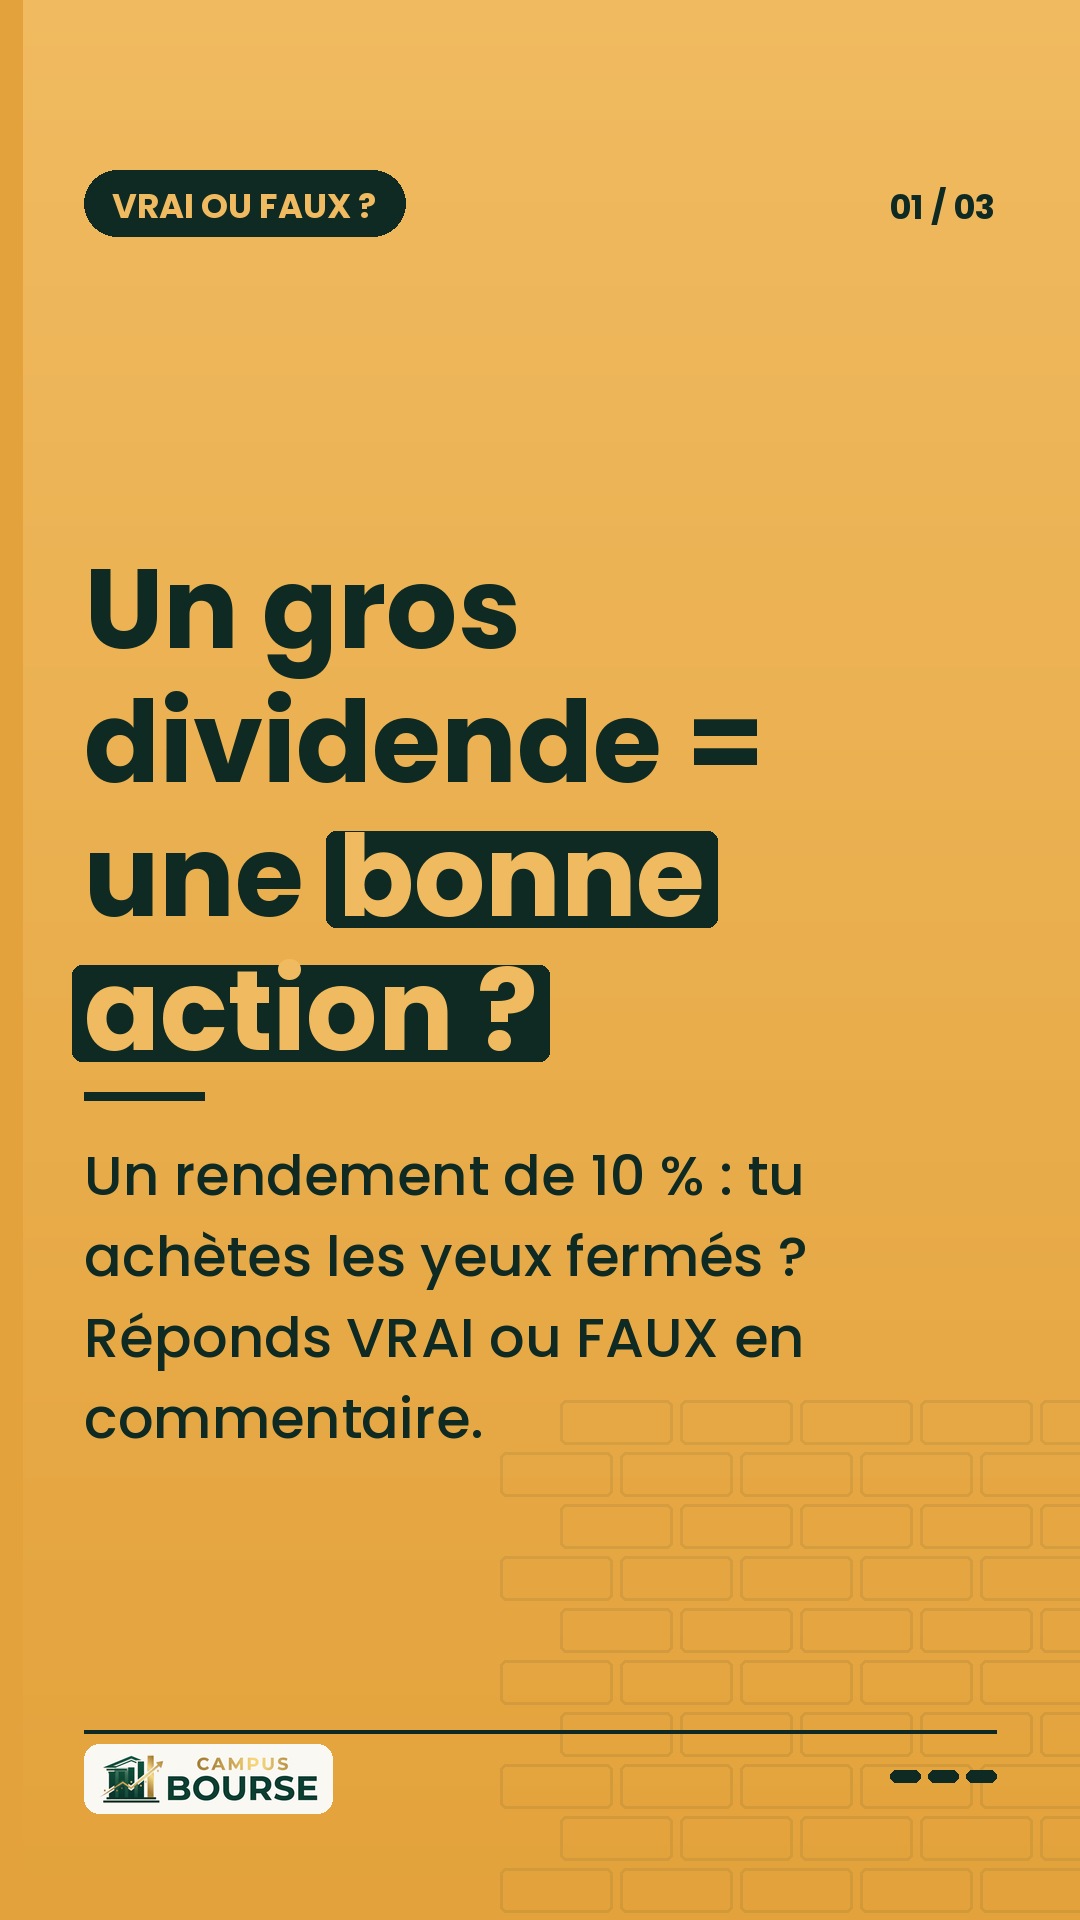 VRAI OU FAUX ?
01 / 03
Un gros
dividende =
une bonne
action ?
Un rendement de 10 % : tu
achètes les yeux fermés ?
Réponds VRAI ou FAUX en
commentaire.
CAMPUS
BOURSE